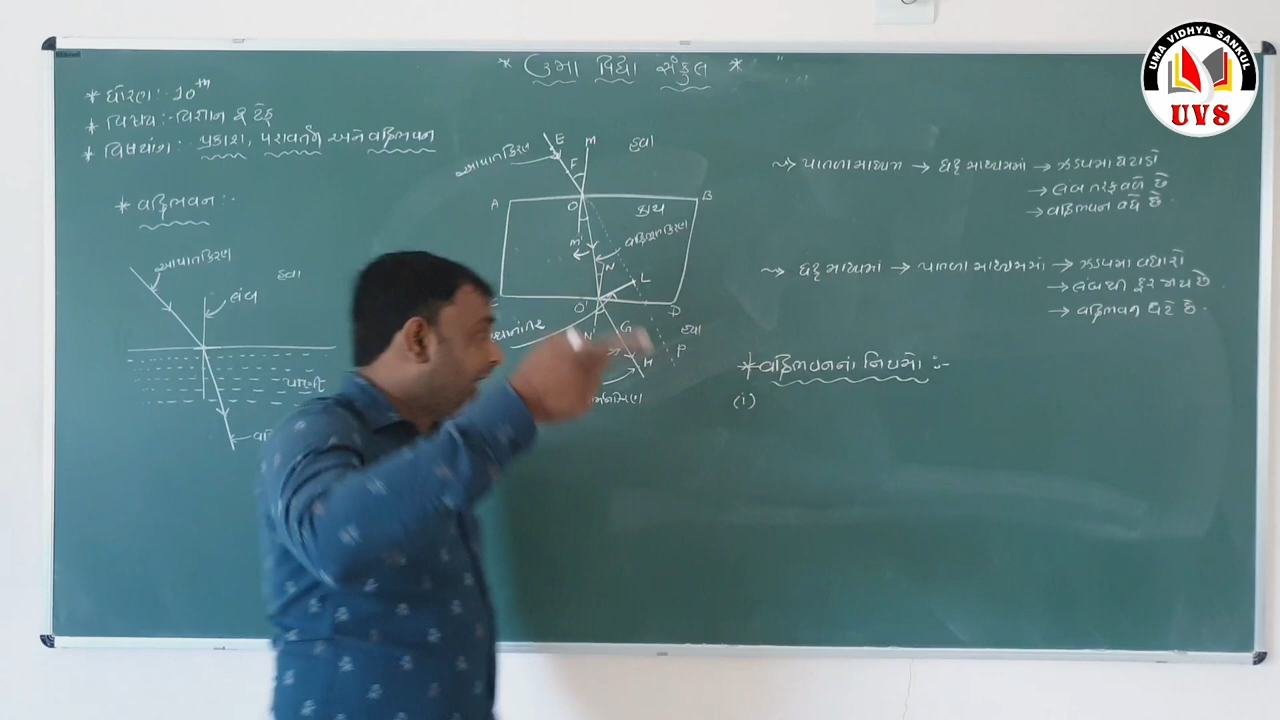 * ઉમા વિદ્યા સંકુલ *
UMA VIDHYA SANKUL
UVS
* ધોરણ :- 10th
* વિષય :- વિજ્ઞાન & ટેક
* વિષયાંગ :- પ્રકાશ, પરાવર્તન અને વક્રીભવન
* વક્રીભવન :-
આપાતકિરણ
હવા
લંબ
પાણી
E
M
હવા
આપાતકિરણ
F
A
O
B
કાચ
M'
વક્રીભૂતકિરણ
N
L
O'
D
N'
G
હવા
P
H
~> પાતળા માધ્યમ → ઘટ્ટ માધ્યમમાં → ઝડપમાં ઘટાડો
→ લંબ તરફ વળે છે
→ વક્રીભવન વધે છે.
~> ઘટ્ટ માધ્યમાં → પાતળા માધ્યમમાં → ઝડપમાં વધારો
→ લંબથી દૂર જાય છે
→ વક્રીભવન ઘટે છે.
* વક્રીભવનનાં નિયમો :-
(i)